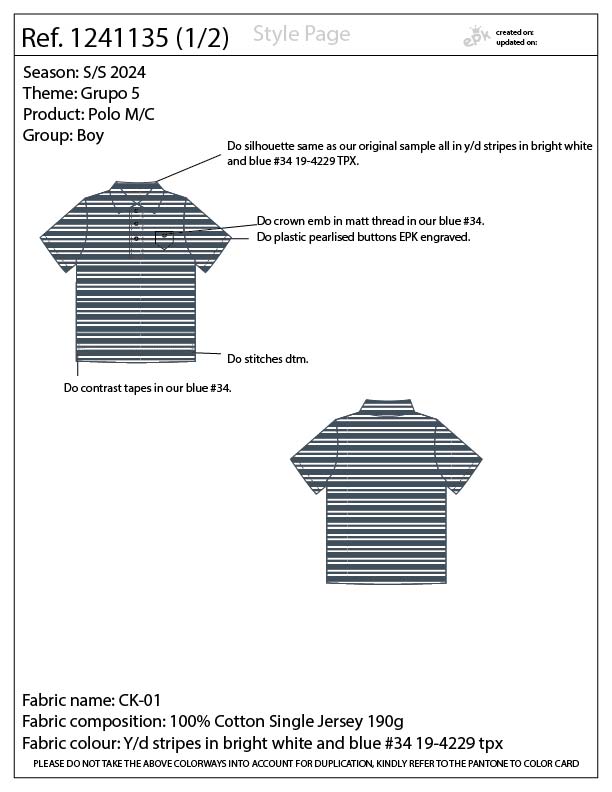 Ref. 1241135 (1/2)
Style Page
epk
created on:
updated on:
Season: S/S 2024
Theme: Grupo 5
Product: Polo M/C
Group: Boy
Do silhouette same as our original sample all in y/d stripes in bright white
and blue #34 19-4229 TPX.
Do crown emb in matt thread in our blue #34.
Do plastic pearlised buttons EPK engraved.
Do stitches dtm.
Do contrast tapes in our blue #34.
Fabric name: CK-01
Fabric composition: 100% Cotton Single Jersey 190g
Fabric colour: Y/d stripes in bright white and blue #34 19-4229 tpx
PLEASE DO NOT TAKE THE ABOVE COLORWAYS INTO ACCOUNT FOR DUPLICATION, KINDLY REFER TO THE PANTONE TO COLOR CARD